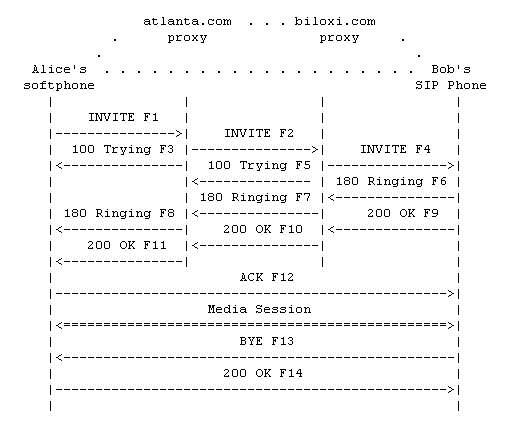 atlanta.com . . . biloxi.com
. proxy proxy .
. .
Alice's . . . . . . . . . . . . . . . . . . . . Bob's
softphone SIP Phone
| | | |
| INVITE F1 | | |
|--------------->| INVITE F2 | |
| 100 Trying F3 |--------------->| INVITE F4 |
|<---------------| 100 Trying F5 |--------------->|
| |<-------------- | 180 Ringing F6 |
| | 180 Ringing F7 |<---------------|
| 180 Ringing F8 |<---------------| 200 OK F9 |
|<---------------| 200 OK F10 |<---------------|
| 200 OK F11 |<---------------| |
|<---------------| | |
| ACK F12 |
|------------------------------------------------->|
| Media Session |
|<================================================>|
| BYE F13 |
|<-------------------------------------------------|
| 200 OK F14 |
|------------------------------------------------->|
| |